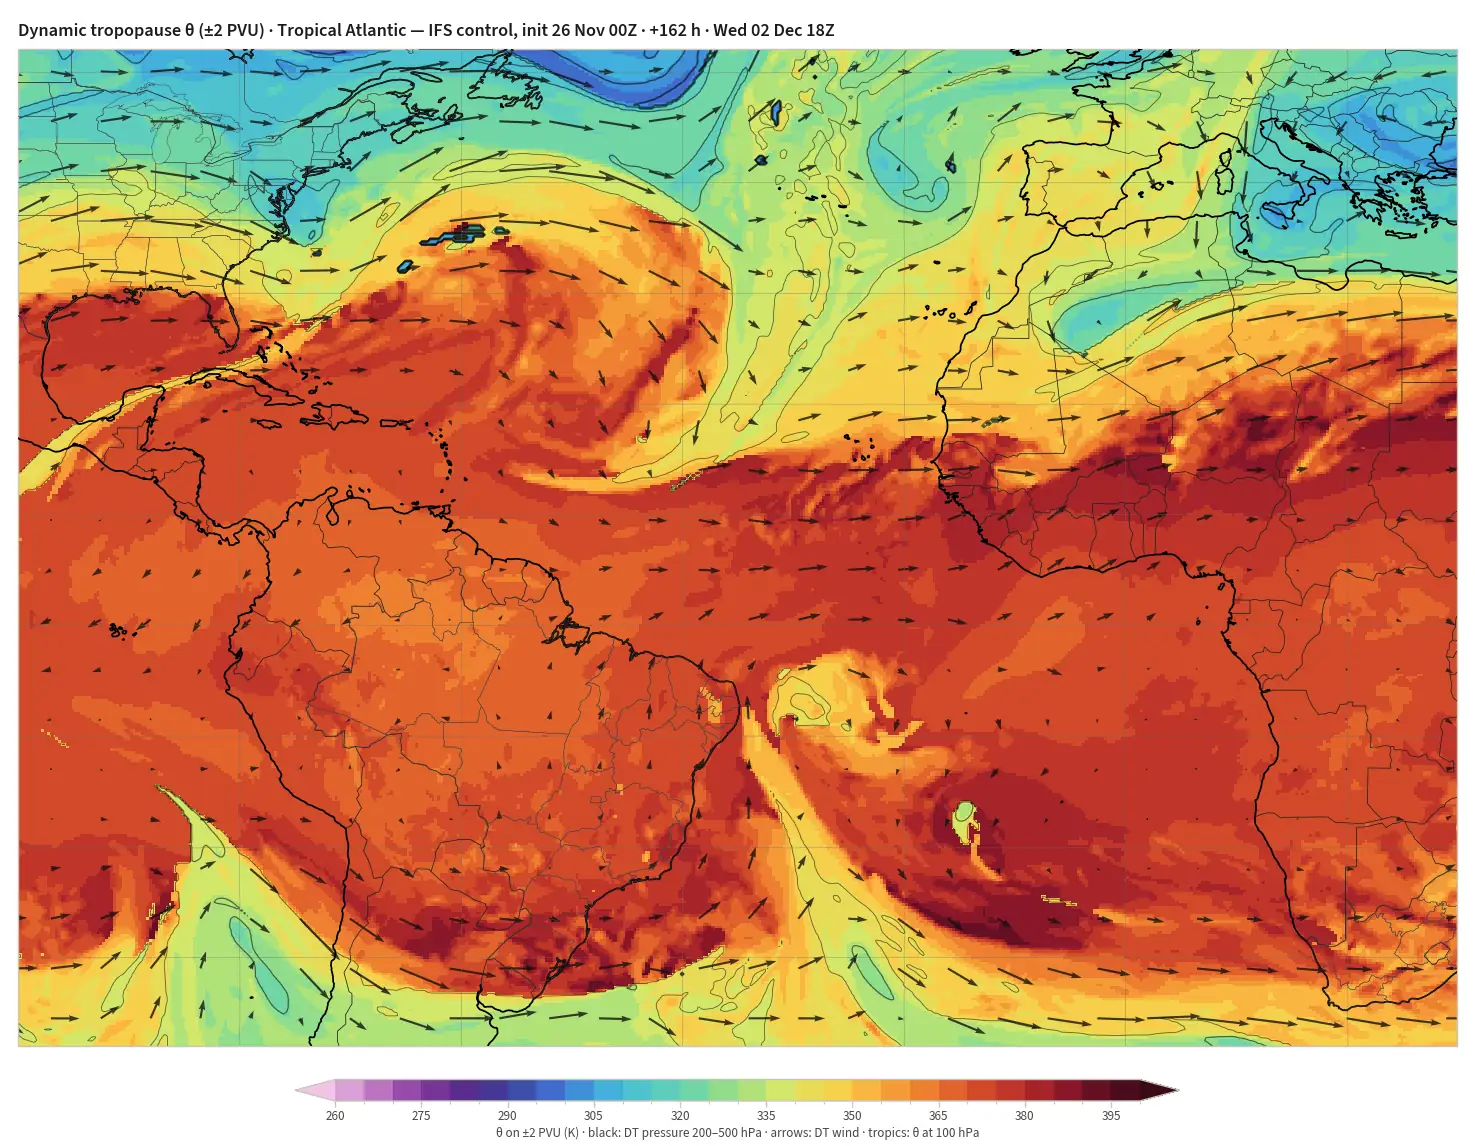 Dynamic tropopause θ (±2 PVU) · Tropical Atlantic — IFS control, init 26 Nov 00Z · +162 h · Wed 02 Dec 18Z
260 275 290 305 320 335 350 365 380 395
θ on ±2 PVU (K) · black: DT pressure 200–500 hPa · arrows: DT wind · tropics: θ at 100 hPa